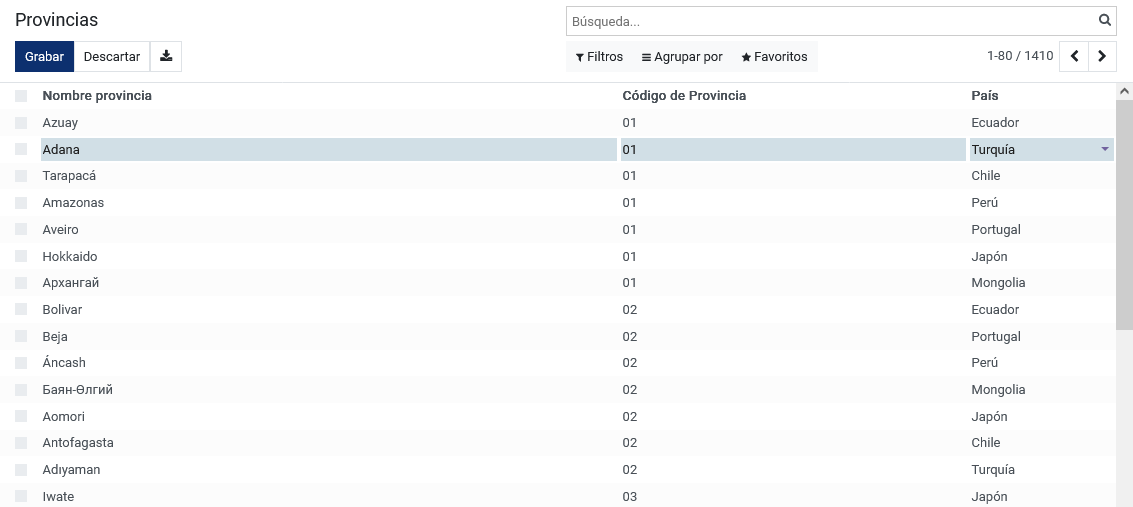 Provincias
Búsqueda...
Grabar Descartar
Filtros Agrupar por Favoritos
1-80 / 1410
Nombre provincia Código de Provincia País
Azuay 01 Ecuador
Adana 01 Turquía
Tarapacá 01 Chile
Amazonas 01 Perú
Aveiro 01 Portugal
Hokkaido 01 Japón
Архангай 01 Mongolia
Bolivar 02 Ecuador
Beja 02 Portugal
Áncash 02 Perú
Баян-Өлгий 02 Mongolia
Aomori 02 Japón
Antofagasta 02 Chile
Adıyaman 02 Turquía
Iwate 03 Japón